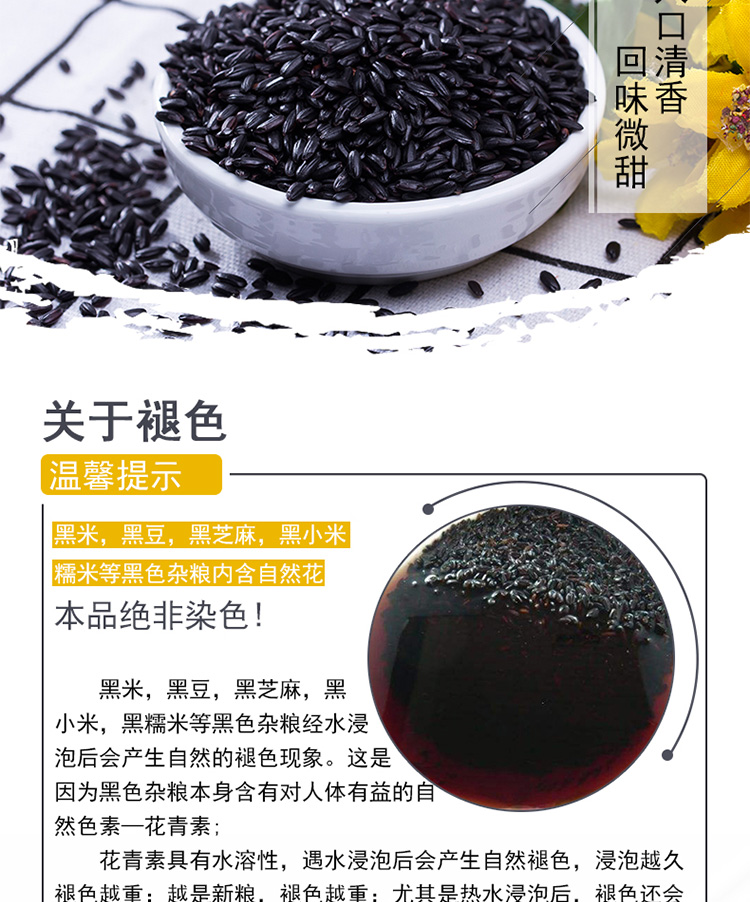 口清香
回味微甜
关于褪色
温馨提示
黑米，黑豆，黑芝麻，黑小米
糯米等黑色杂粮内含自然花
本品绝非染色！
黑米，黑豆，黑芝麻，黑
小米，黑糯米等黑色杂粮经水浸
泡后会产生自然的褪色现象。这是
因为黑色杂粮本身含有对人体有益的自
然色素—花青素；
花青素具有水溶性，遇水浸泡后会产生自然褪色，浸泡越久
褪色越重；越是新粮，褪色越重；尤其是热水浸泡后，褪色还会